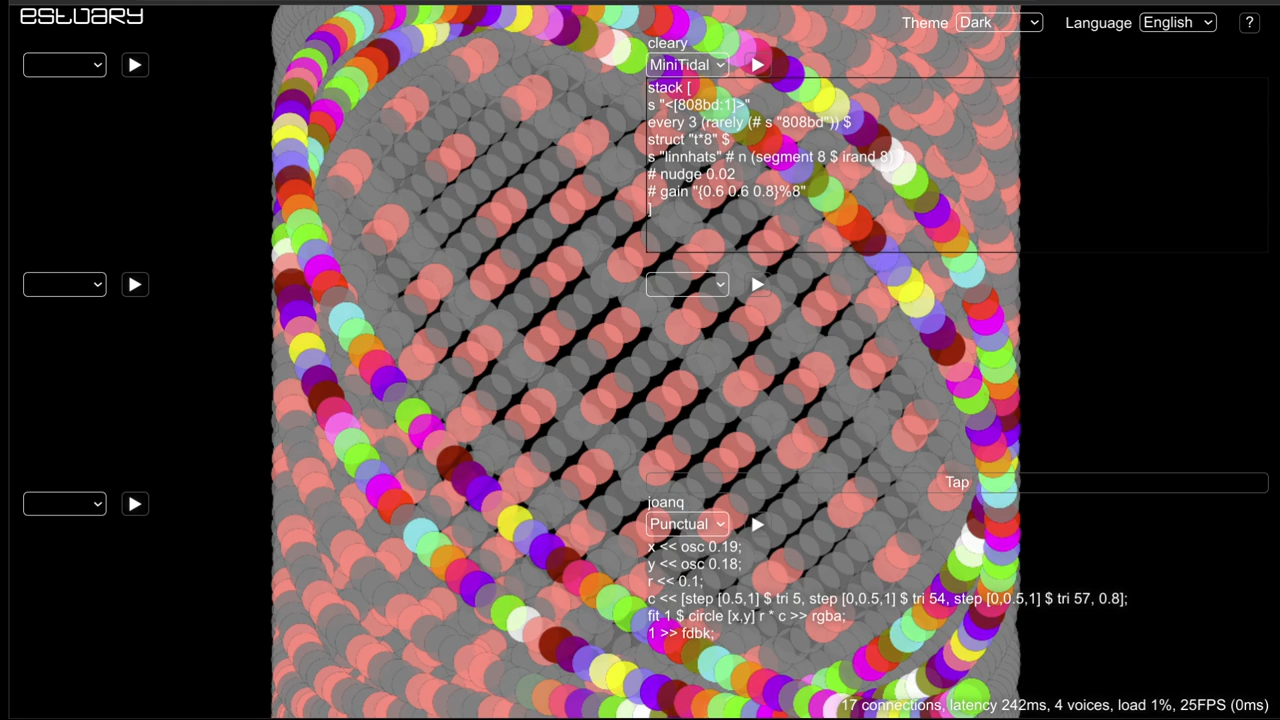 ESTUARY
Theme Dark Language English ?
cleary
MiniTidal
stack [
s "<[808bd:1]>"
every 3 (rarely (# s "808bd")) $
struct "t*8" $
s "linnhats" # n (segment 8 $ irand 8)
# nudge 0.02
# gain "{0.6 0.6 0.8}%8"
]
Tap
joanq
Punctual
x << osc 0.19;
y << osc 0.18;
r << 0.1;
c << [step [0.5,1] $ tri 5, step [0,0.5,1] $ tri 54, step [0,0.5,1] $ tri 57, 0.8];
fit 1 $ circle [x,y] r * c >> rgba;
1 >> fdbk;
17 connections, latency 242ms, 4 voices, load 1%, 25FPS (0ms)